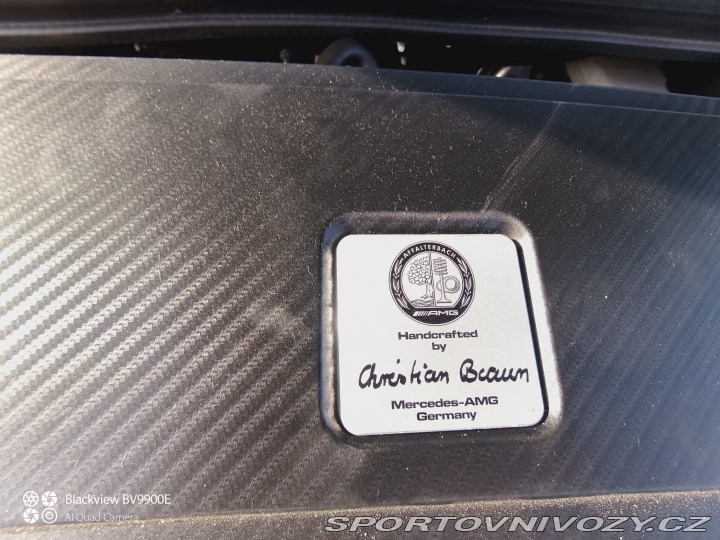 AFFALTERBACH
AMG
Handcrafted
by
Christian Braun
Mercedes-AMG
Germany
Blackview BV9900E
AI Quad Camera
SPORTOVNIVOZY.CZ